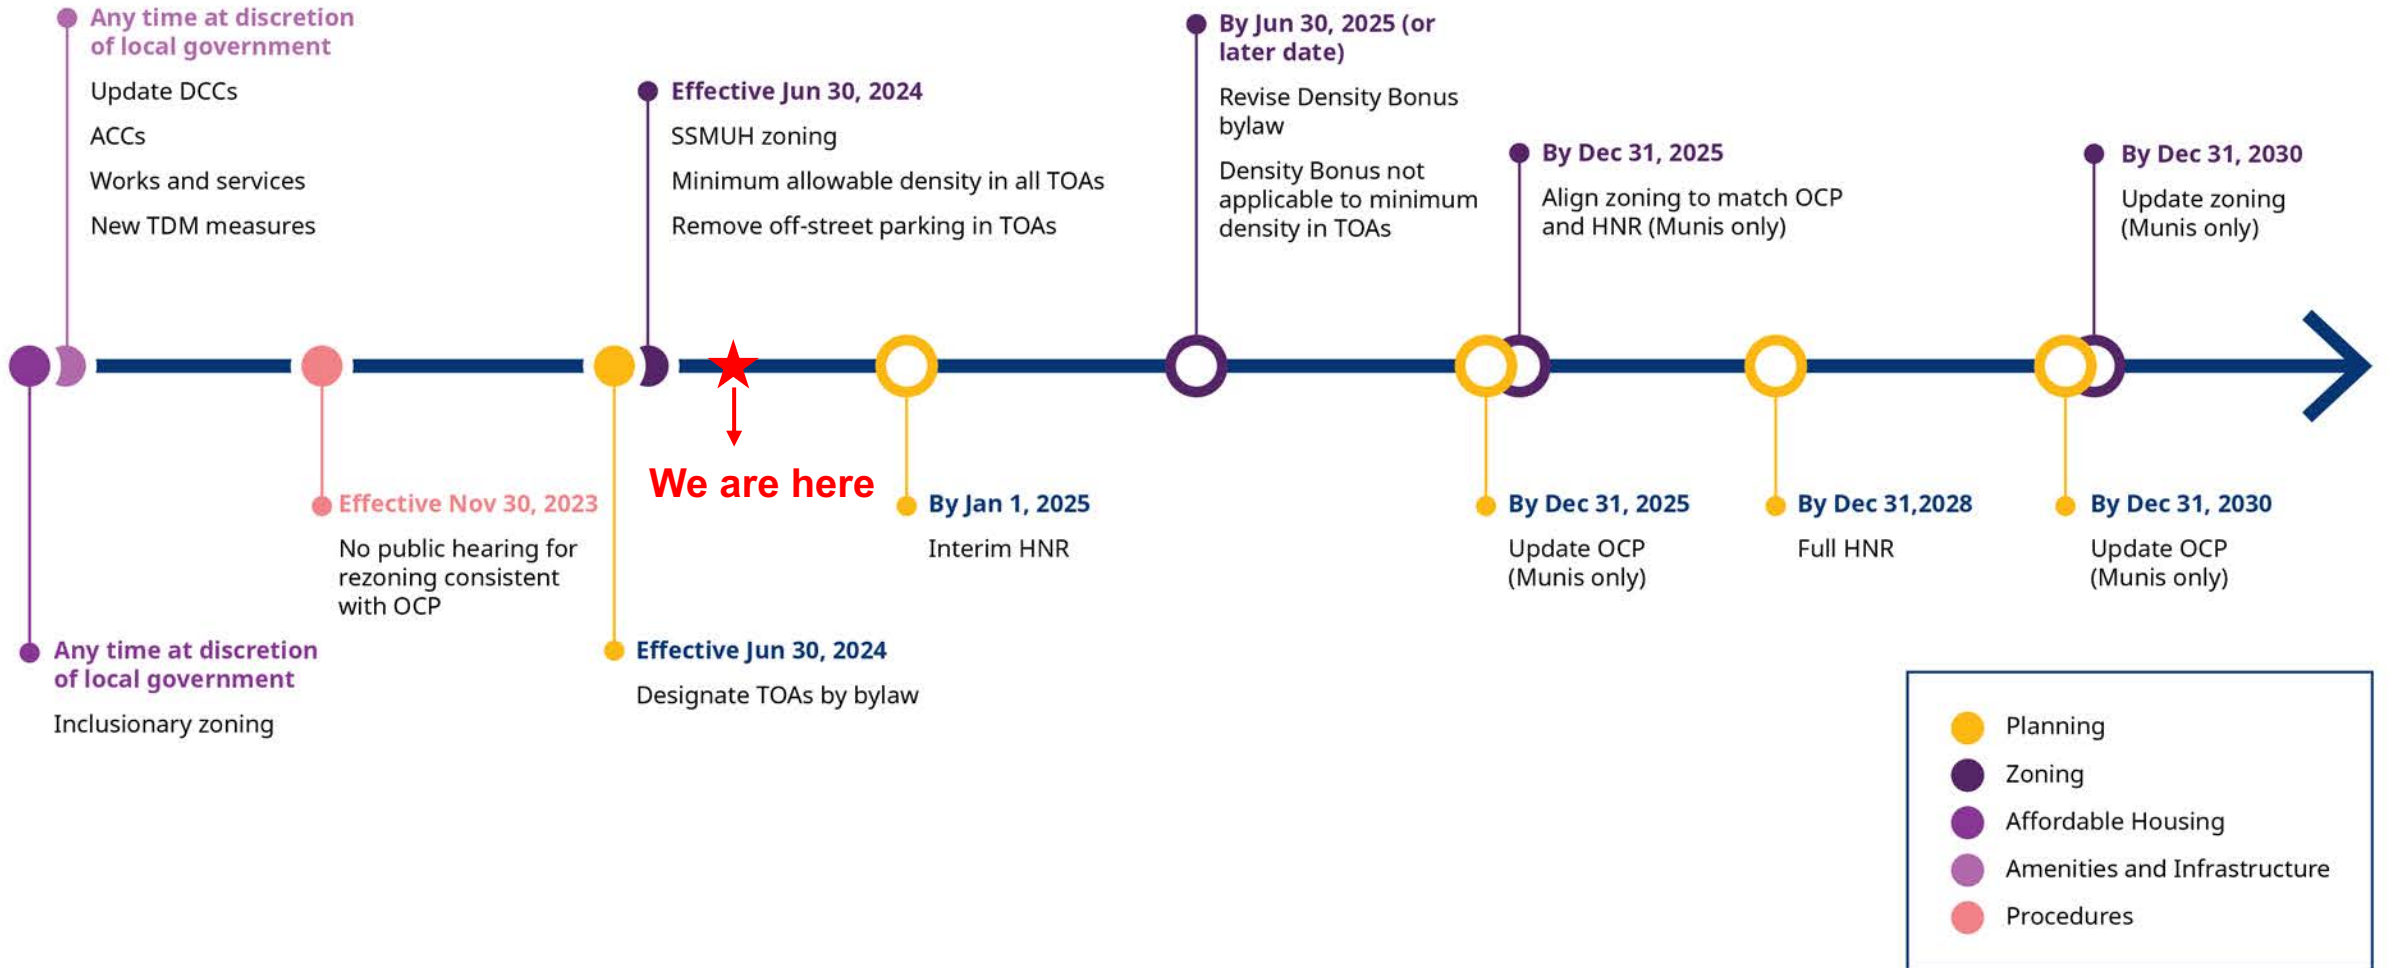 Any time at discretion
of local government
Update DCCs
ACCs
Works and services
New TDM measures
Effective Jun 30, 2024
SSMUH zoning
Minimum allowable density in all TOAs
Remove off-street parking in TOAs
By Jun 30, 2025 (or
later date)
Revise Density Bonus
bylaw
Density Bonus not
applicable to minimum
density in TOAs
By Dec 31, 2025
Align zoning to match OCP
and HNR (Munis only)
By Dec 31, 2030
Update zoning
(Munis only)
We are here
Any time at discretion
of local government
Inclusionary zoning
Effective Nov 30, 2023
No public hearing for
rezoning consistent
with OCP
Effective Jun 30, 2024
Designate TOAs by bylaw
By Jan 1, 2025
Interim HNR
By Dec 31, 2025
Update OCP
(Munis only)
By Dec 31,2028
Full HNR
By Dec 31, 2030
Update OCP
(Munis only)
Planning
Zoning
Affordable Housing
Amenities and Infrastructure
Procedures